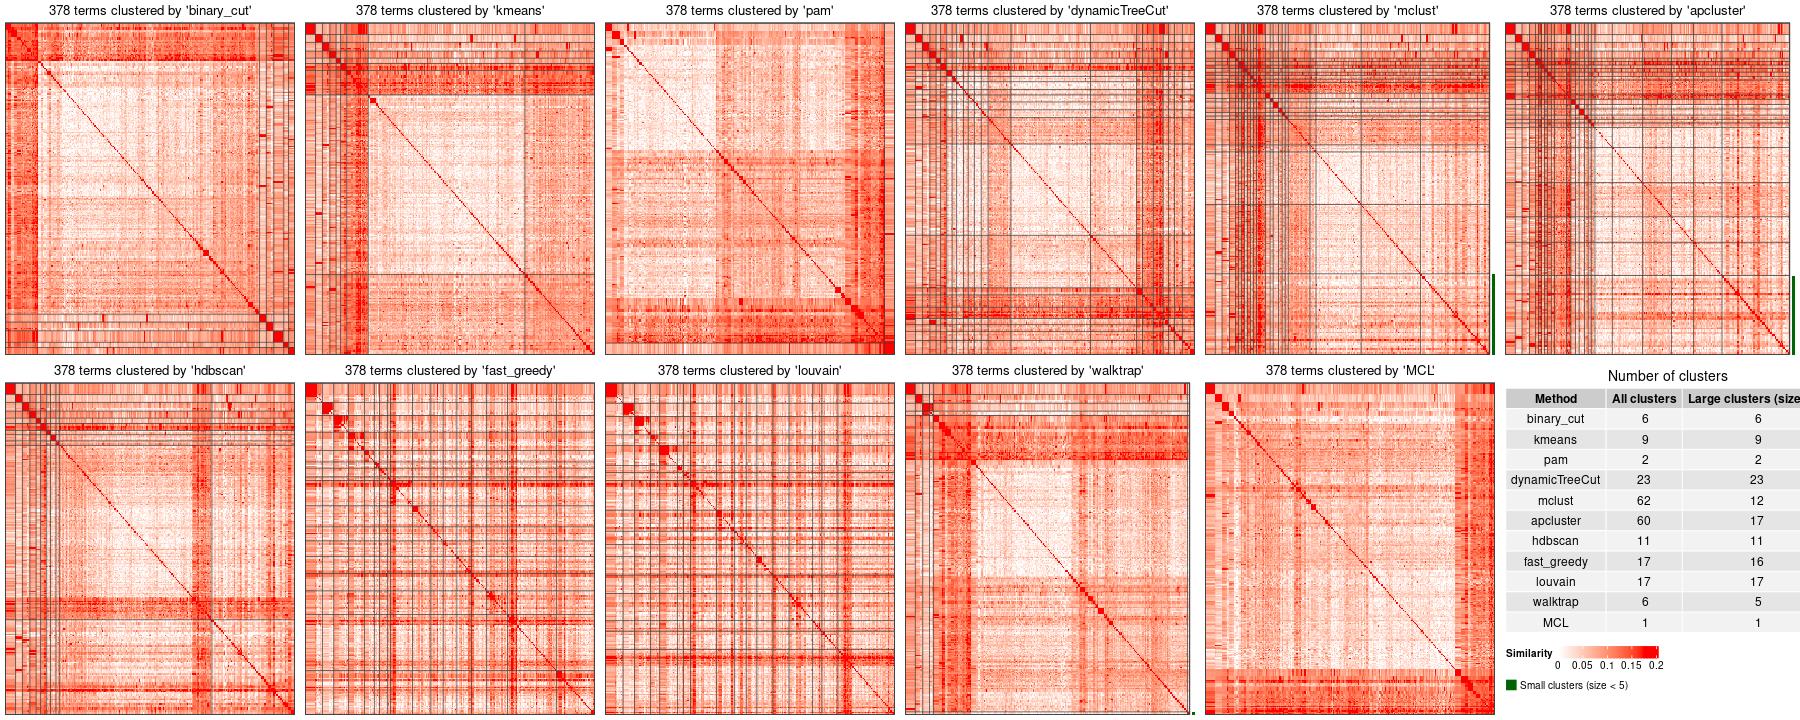 378 terms clustered by 'binary_cut'
378 terms clustered by 'kmeans'
378 terms clustered by 'pam'
378 terms clustered by 'dynamicTreeCut'
378 terms clustered by 'mclust'
378 terms clustered by 'apcluster'
378 terms clustered by 'hdbscan'
378 terms clustered by 'fast_greedy'
378 terms clustered by 'louvain'
378 terms clustered by 'walktrap'
378 terms clustered by 'MCL'
Number of clusters
Method All clusters Large clusters (size
binary_cut 6 6
kmeans 9 9
pam 2 2
dynamicTreeCut 23 23
mclust 62 12
apcluster 60 17
hdbscan 11 11
fast_greedy 17 16
louvain 17 17
walktrap 6 5
MCL 1 1
Similarity
0 0.05 0.1 0.15 0.2
Small clusters (size < 5)